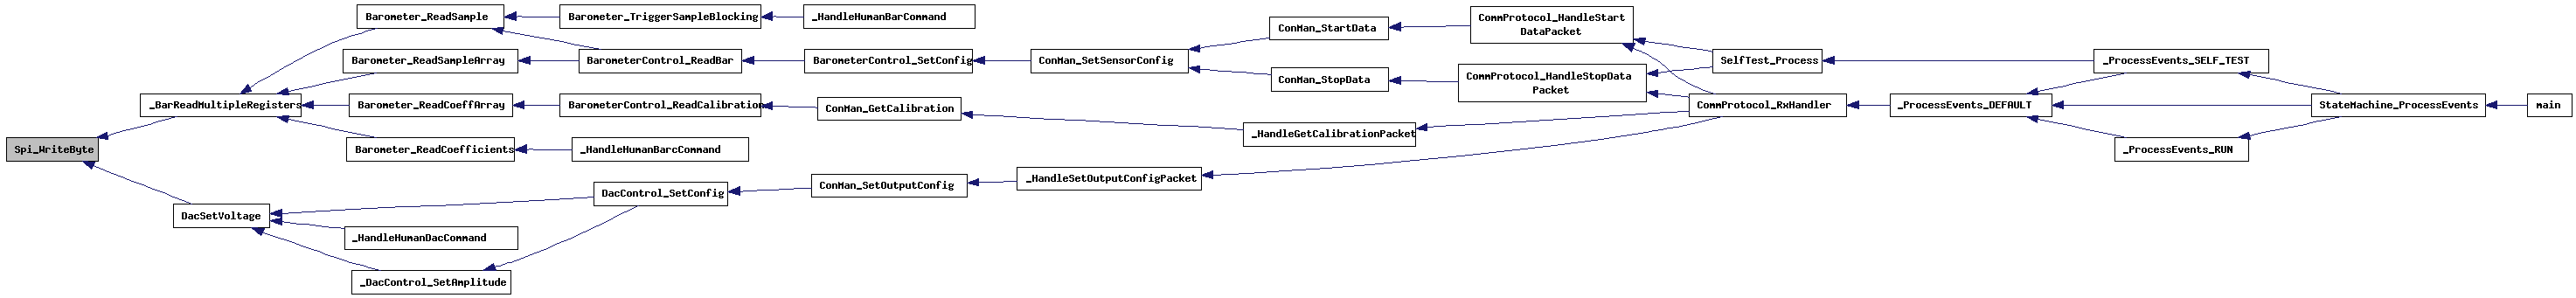 Spi_WriteByte
_BarReadMultipleRegisters
DacSetVoltage
Barometer_ReadSample
Barometer_ReadSampleArray
Barometer_ReadCoeffArray
Barometer_ReadCoefficients
_HandleHumanDacCommand
_DacControl_SetAmplitude
Barometer_TriggerSampleBlocking
BarometerControl_ReadBar
BarometerControl_ReadCalibration
_HandleHumanBarcCommand
DacControl_SetConfig
_HandleHumanBarCommand
BarometerControl_SetConfig
ConMan_GetCalibration
ConMan_SetOutputConfig
ConMan_SetSensorConfig
_HandleSetOutputConfigPacket
ConMan_StartData
ConMan_StopData
_HandleGetCalibrationPacket
CommProtocol_HandleStart
DataPacket
CommProtocol_HandleStopData
Packet
SelfTest_Process
CommProtocol_RxHandler
_ProcessEvents_DEFAULT
_ProcessEvents_SELF_TEST
_ProcessEvents_RUN
StateMachine_ProcessEvents
main